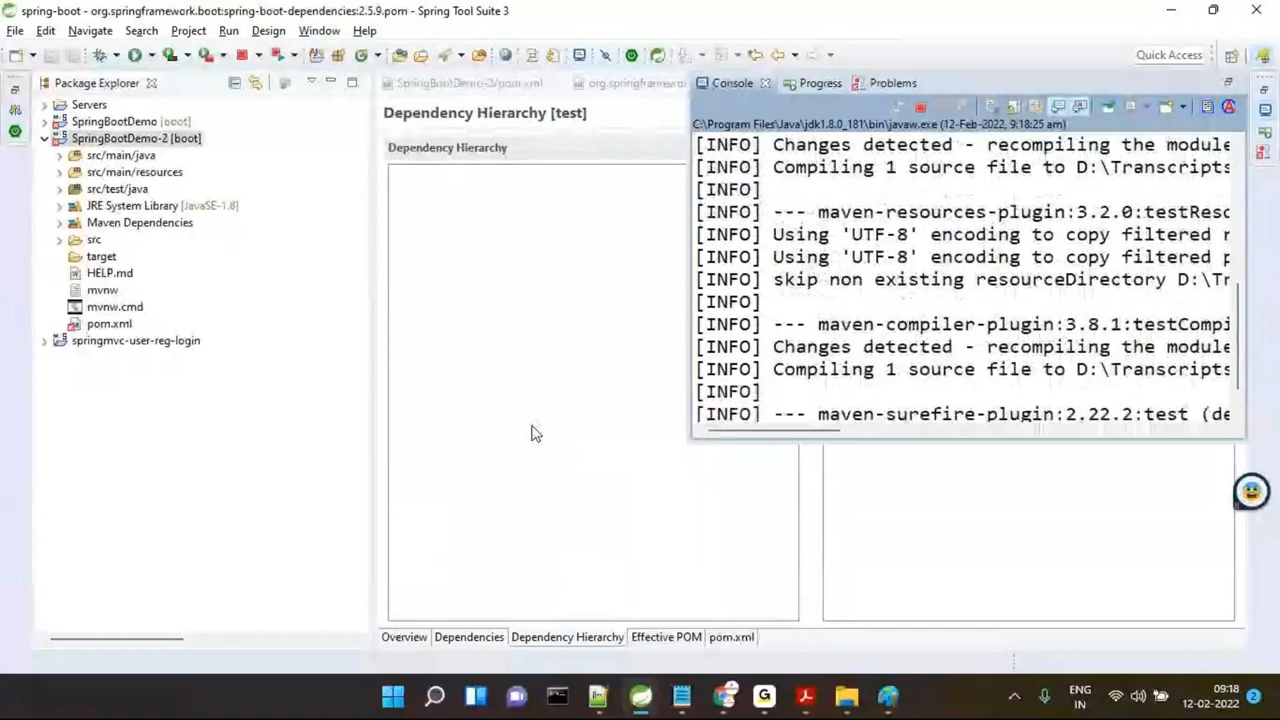 spring-boot - org.springframework.boot:spring-boot-dependencies:2.5.9.pom - Spring Tool Suite 3
File Edit Navigate Search Project Run Design Window Help
Quick Access
Package Explorer
SpringBootDemo-2/pom.xml
Console Progress Problems
Servers
SpringBootDemo [boot]
SpringBootDemo-2 [boot]
src/main/java
src/main/resources
src/test/java
JRE System Library [JavaSE-1.8]
Maven Dependencies
src
target
HELP.md
mvnw
mvnw.cmd
pom.xml
springmvc-user-reg-login
Dependency Hierarchy [test]
Dependency Hierarchy
C:\Program Files\Java\jdk1.8.0_181\bin\javaw.exe (12-Feb-2022, 9:18:25 am)
[INFO] Changes detected - recompiling the module
[INFO] Compiling 1 source file to D:\Transcripts
[INFO]
[INFO] --- maven-resources-plugin:3.2.0:testReso
[INFO] Using 'UTF-8' encoding to copy filtered r
[INFO] Using 'UTF-8' encoding to copy filtered p
[INFO] skip non existing resourceDirectory D:\Tr
[INFO]
[INFO] --- maven-compiler-plugin:3.8.1:testCompi
[INFO] Changes detected - recompiling the module
[INFO] Compiling 1 source file to D:\Transcripts
[INFO]
[INFO] --- maven-surefire-plugin:2.22.2:test (de
Overview Dependencies Dependency Hierarchy Effective POM pom.xml
ENG
IN
09:18
12-02-2022
2